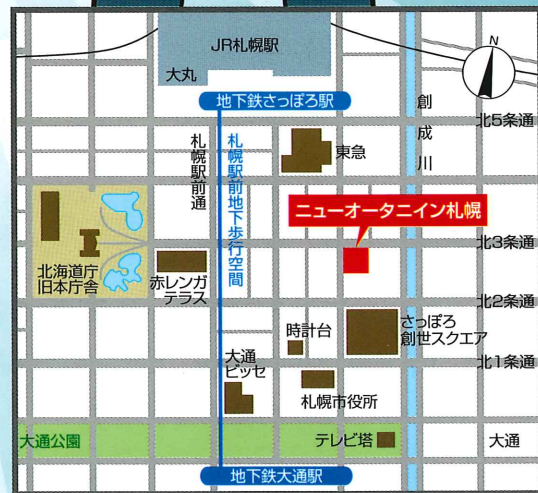 JR札幌駅
N
大丸
地下鉄さっぽろ駅
創成川
北5条通
札幌駅前通
札幌駅前地下歩行空間
東急
ニューオータニイン札幌
北3条通
北海道庁
旧本庁舎
赤レンガ
テラス
北2条通
時計台
さっぽろ
創世スクエア
大通
ビッセ
北1条通
札幌市役所
大通公園
テレビ塔
大通
地下鉄大通駅